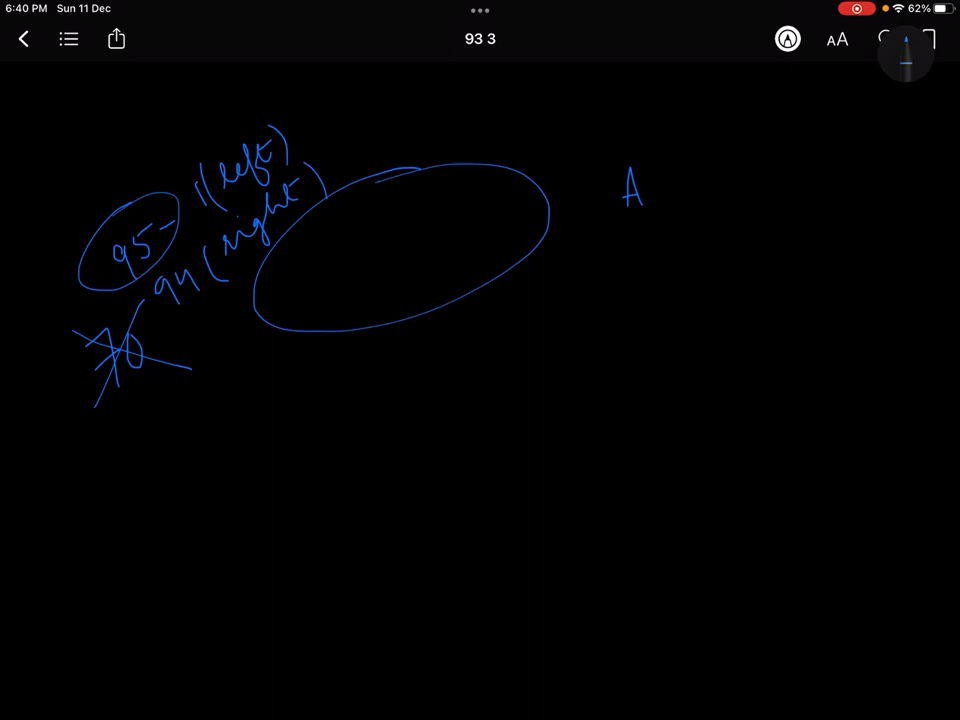 6:40 PM Sun 11 Dec
62%
93 3
AA
95 (left)
94 (right)
70
A